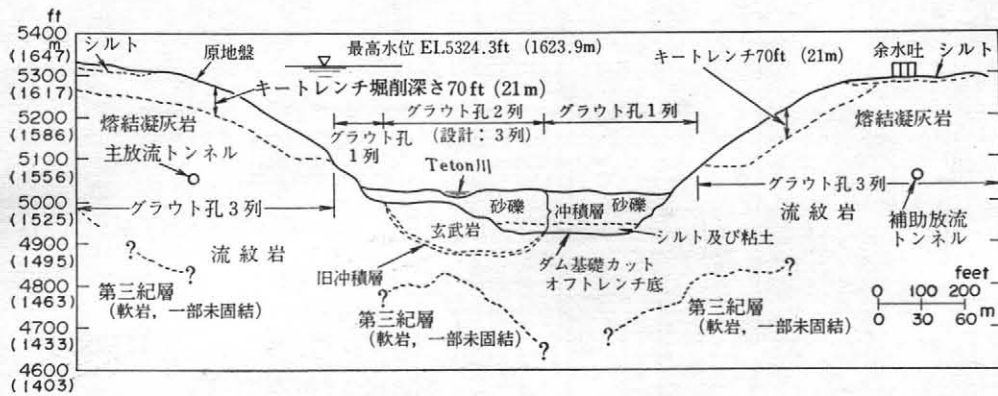 ft
5400
m
(1647)
5300
(1617)
5200
(1586)
5100
(1556)
5000
(1525)
4900
(1495)
4800
(1463)
4700
(1433)
4600
(1403)
シルト
原地盤
最高水位 EL5324.3ft (1623.9m)
キートレンチ70ft (21m)
余水吐
シルト
キートレンチ堀削深さ70ft (21m)
熔結凝灰岩
グラウト孔
1列
グラウト孔2列
(設計:3列)
グラウト孔1列
熔結凝灰岩
主放流トンネル
Teton川
グラウト孔3列
砂礫
冲積層
砂礫
グラウト孔3列
流紋岩
玄武岩
シルト及び粘土
流紋岩
補助放流
トンネル
旧冲積層
ダム基礎カット
オフトレンチ底
?
?
第三紀層
(軟岩,一部未固結)
?
第三紀層
(軟岩,一部未固結)
?
?
第三紀層
(軟岩,一部未固結)
?
feet
0 100 200
0 30 60 m